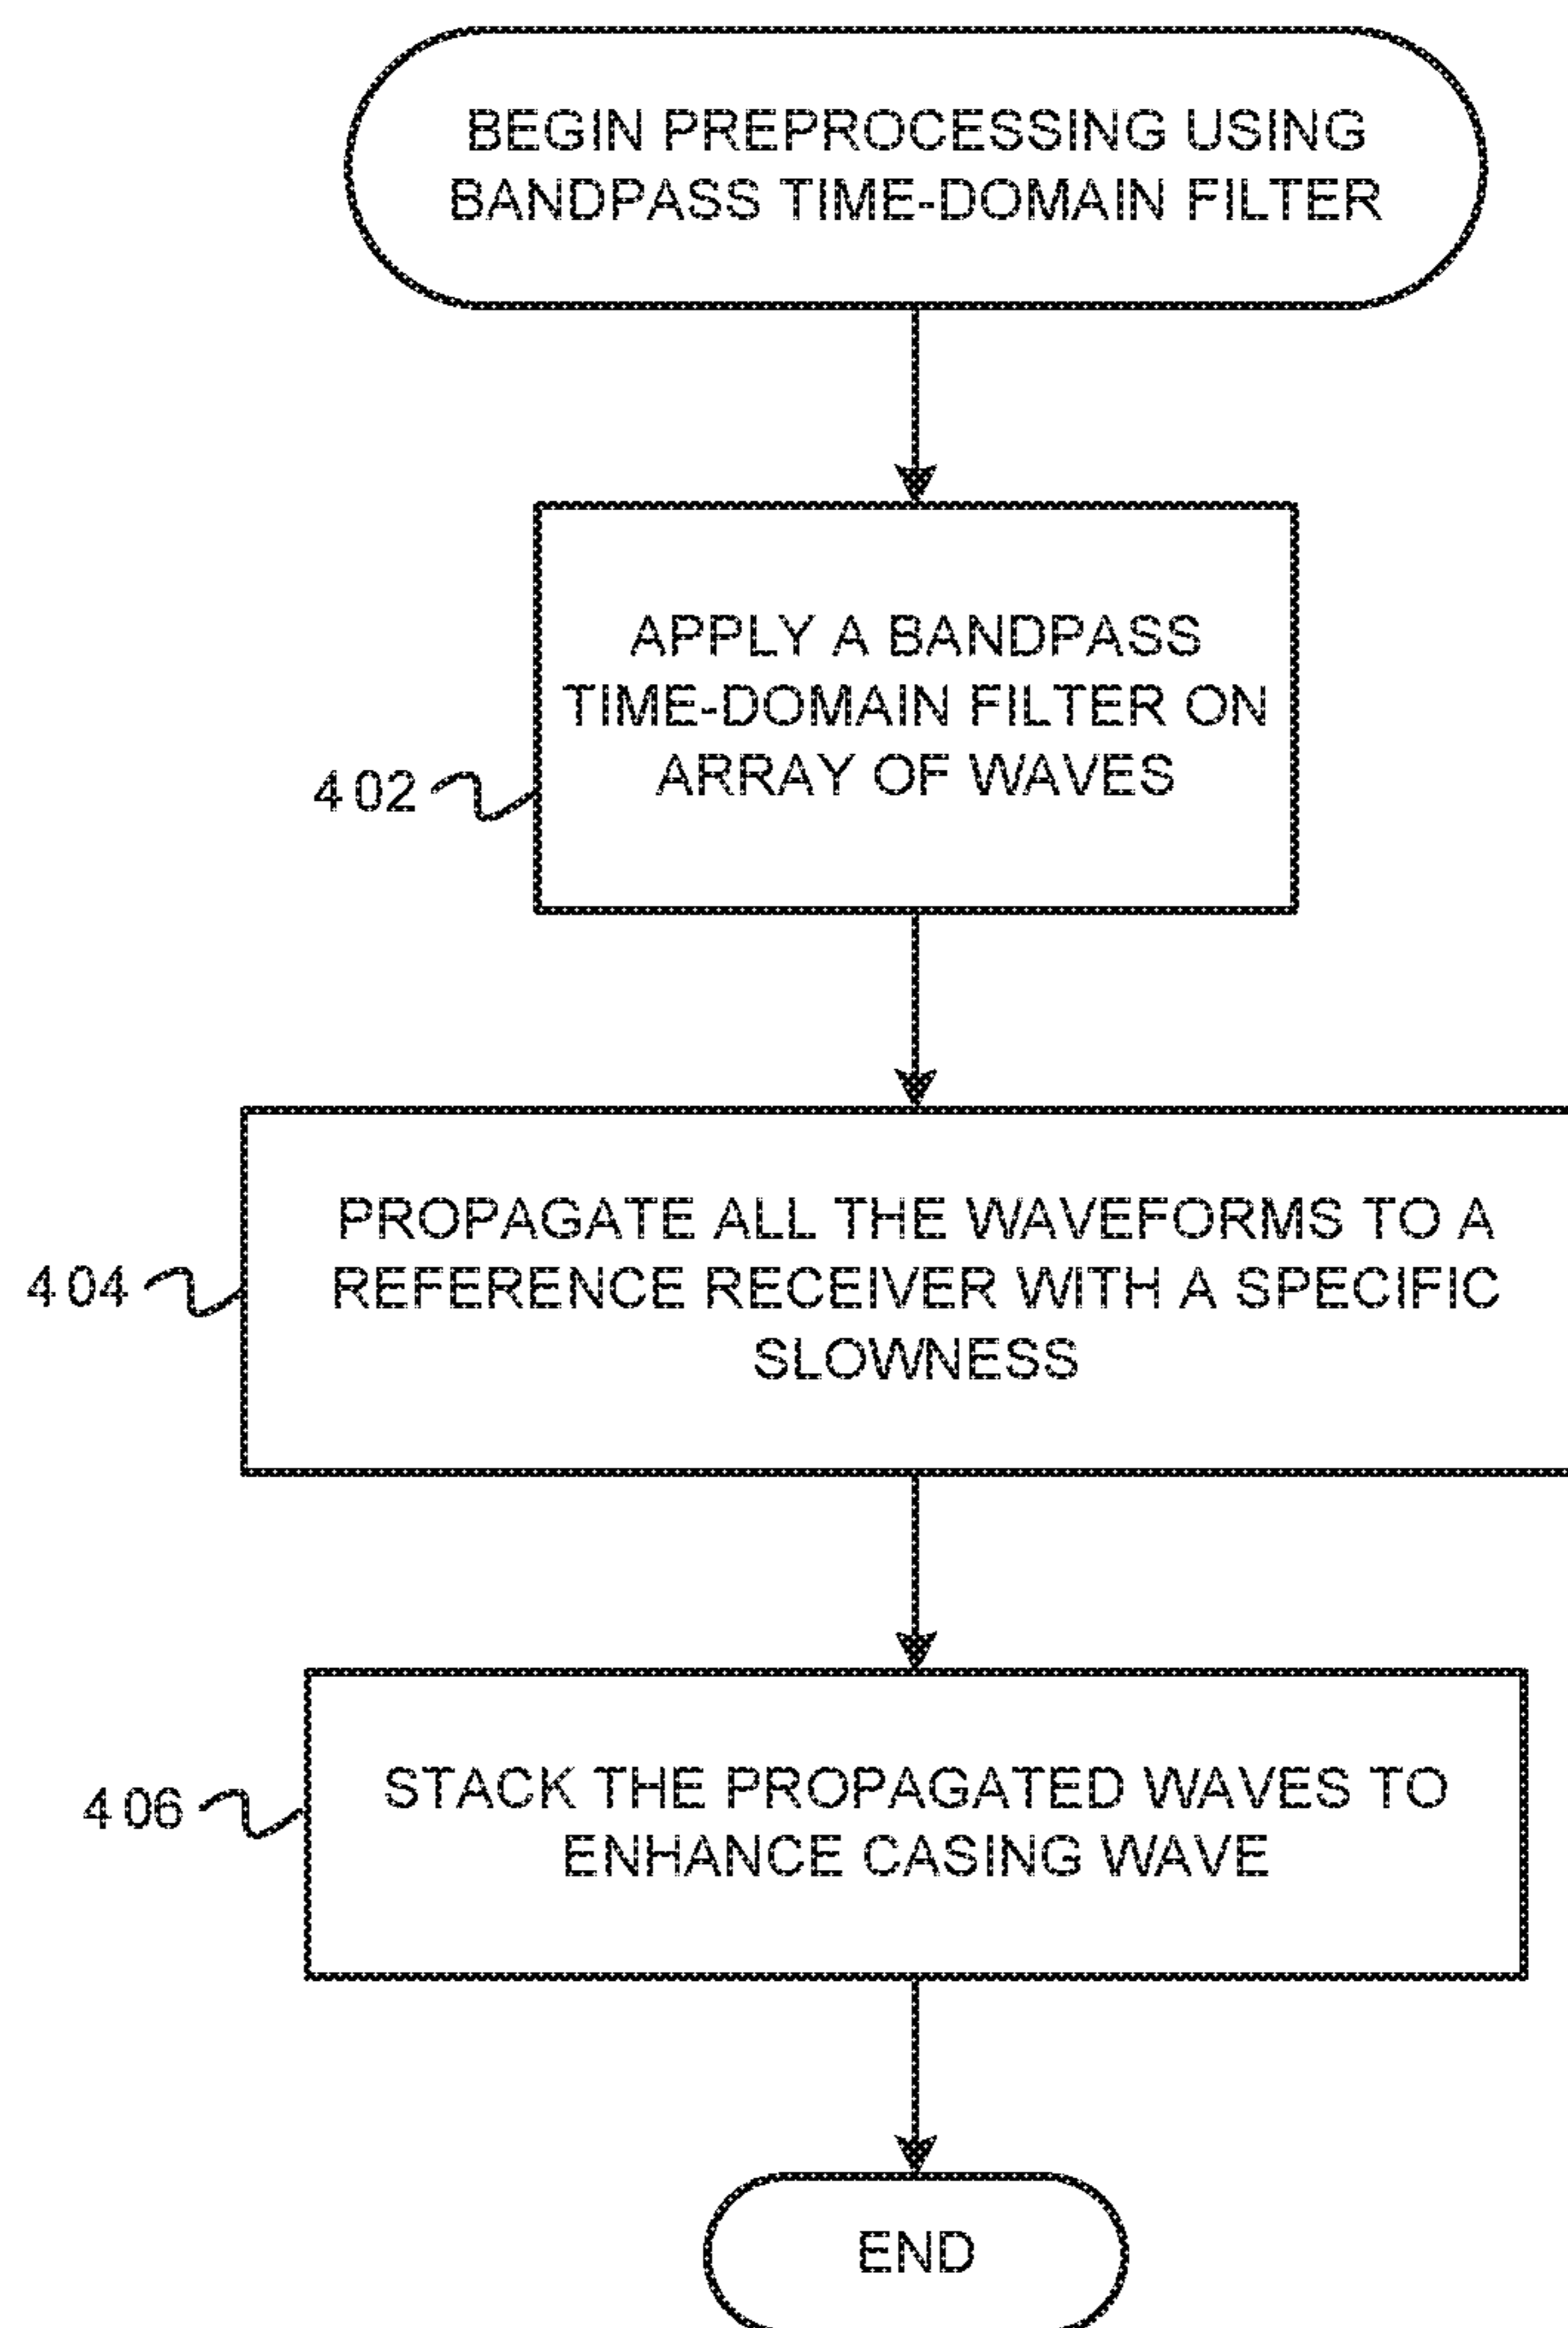 BEGIN PREPROCESSING USING
BANDPASS TIME-DOMAIN FILTER
APPLY A BANDPASS
TIME-DOMAIN FILTER ON
ARRAY OF WAVES
402
PROPAGATE ALL THE WAVEFORMS TO A
REFERENCE RECEIVER WITH A SPECIFIC
SLOWNESS
404
STACK THE PROPAGATED WAVES TO
ENHANCE CASING WAVE
406
END